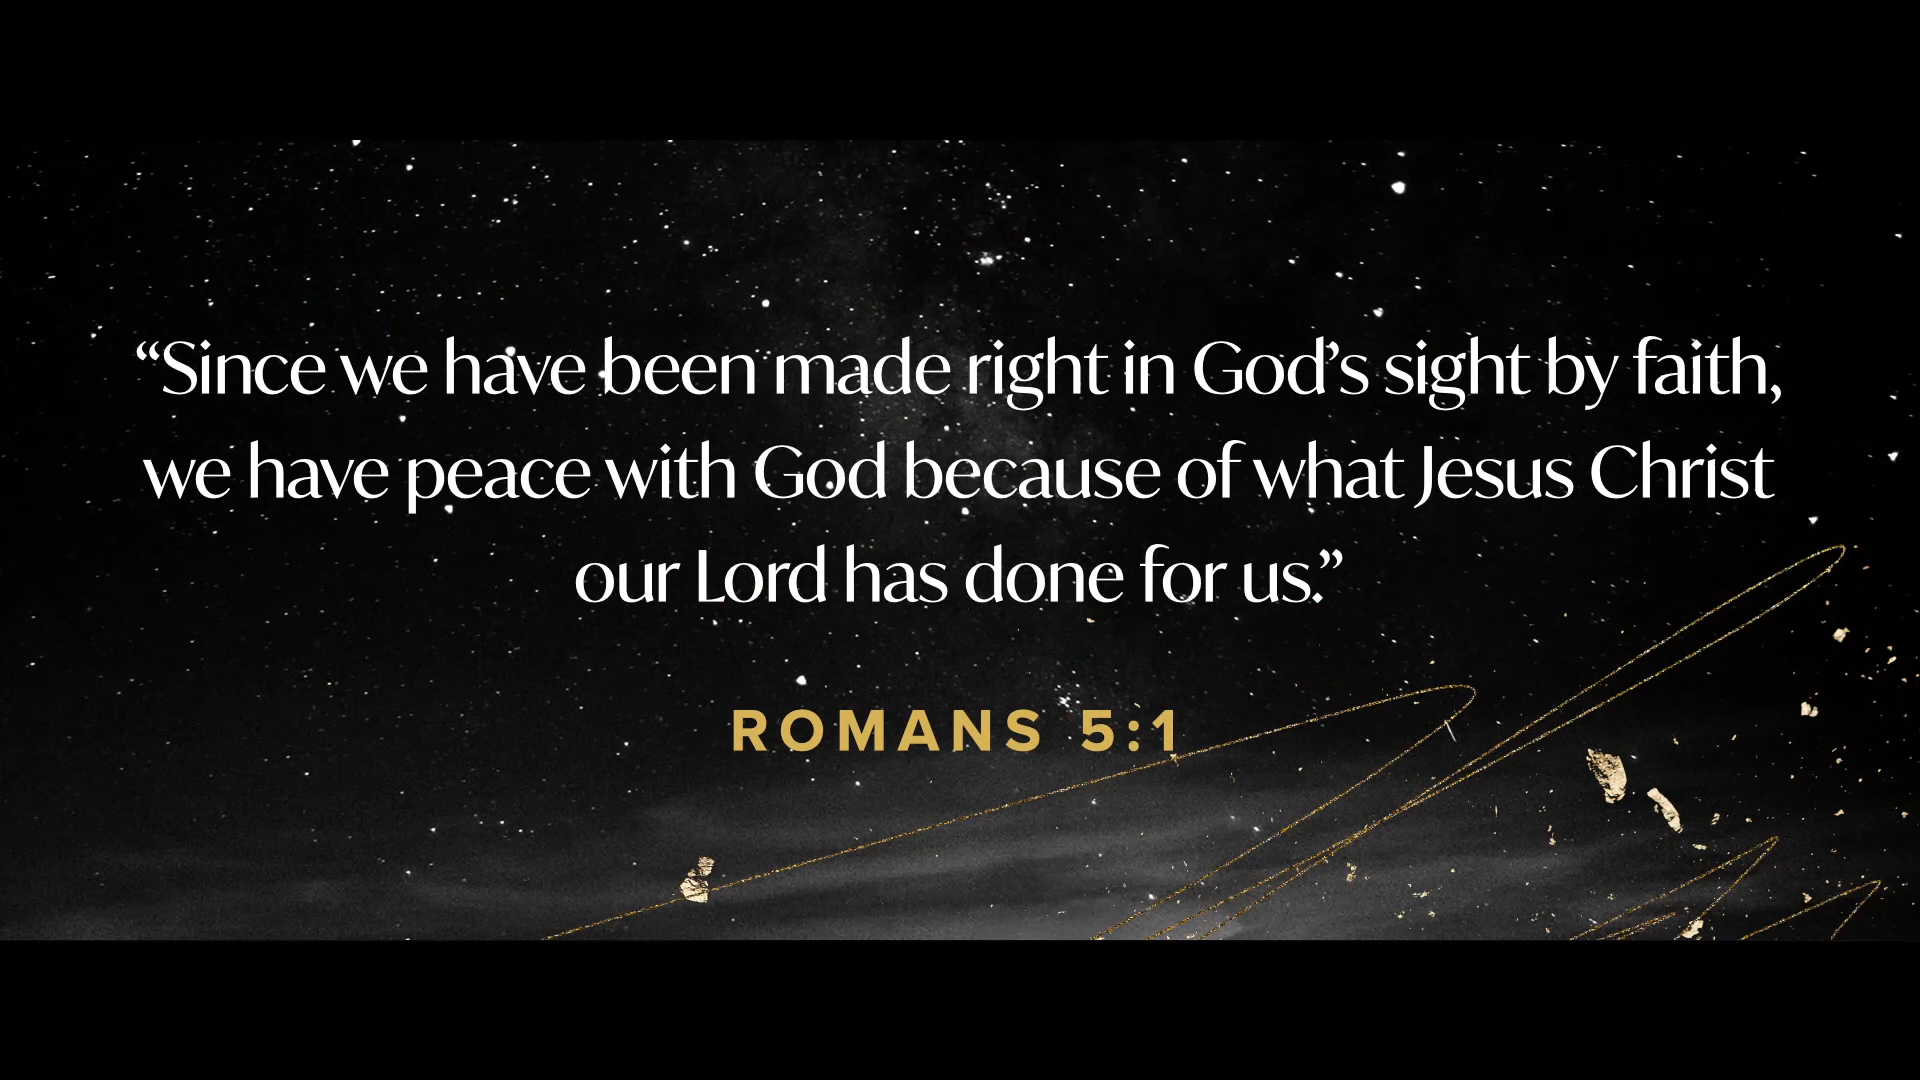 “Since we have been made right in God’s sight by faith,
we have peace with God because of what Jesus Christ
our Lord has done for us.”
ROMANS 5:1